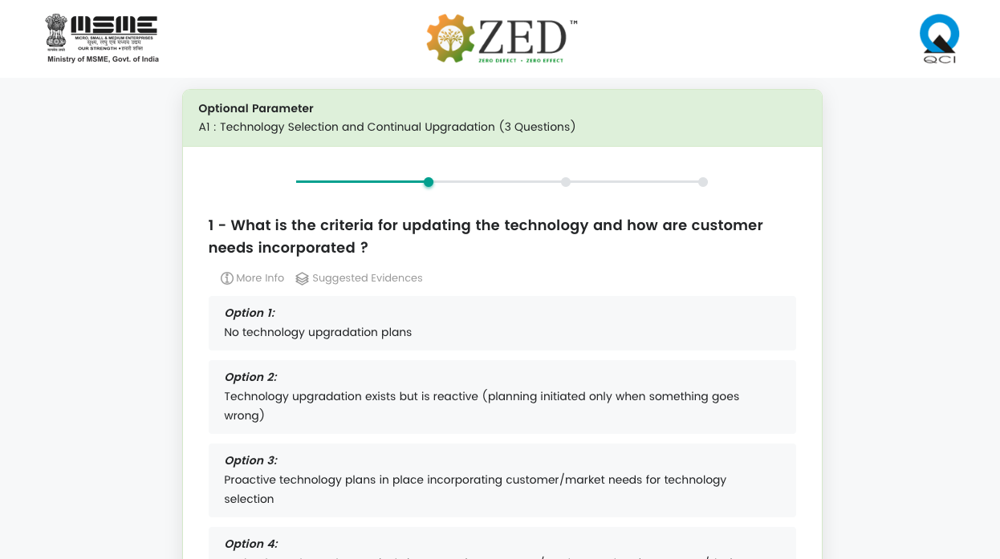 MSME
MICRO, SMALL & MEDIUM ENTERPRISES
सूक्ष्म, लघु एवं मध्यम उद्यम
OUR STRENGTH • हमारी शक्ति
सत्यमेव जयते
Ministry of MSME, Govt. of India
ZED™
ZERO DEFECT • ZERO EFFECT
QCI
Optional Parameter
A1 : Technology Selection and Continual Upgradation (3 Questions)
1 - What is the criteria for updating the technology and how are customer
needs incorporated ?
More Info Suggested Evidences
Option 1:
No technology upgradation plans
Option 2:
Technology upgradation exists but is reactive (planning initiated only when something goes
wrong)
Option 3:
Proactive technology plans in place incorporating customer/market needs for technology
selection
Option 4: